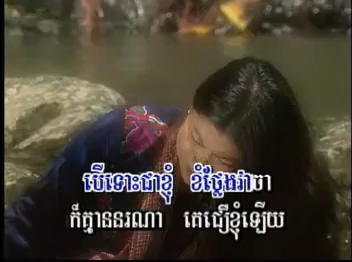 បើទោះជាខ្ញុំ ខំថ្លែងវាចា
ក៏គ្មាននរណា គេជឿខ្ញុំឡើយ